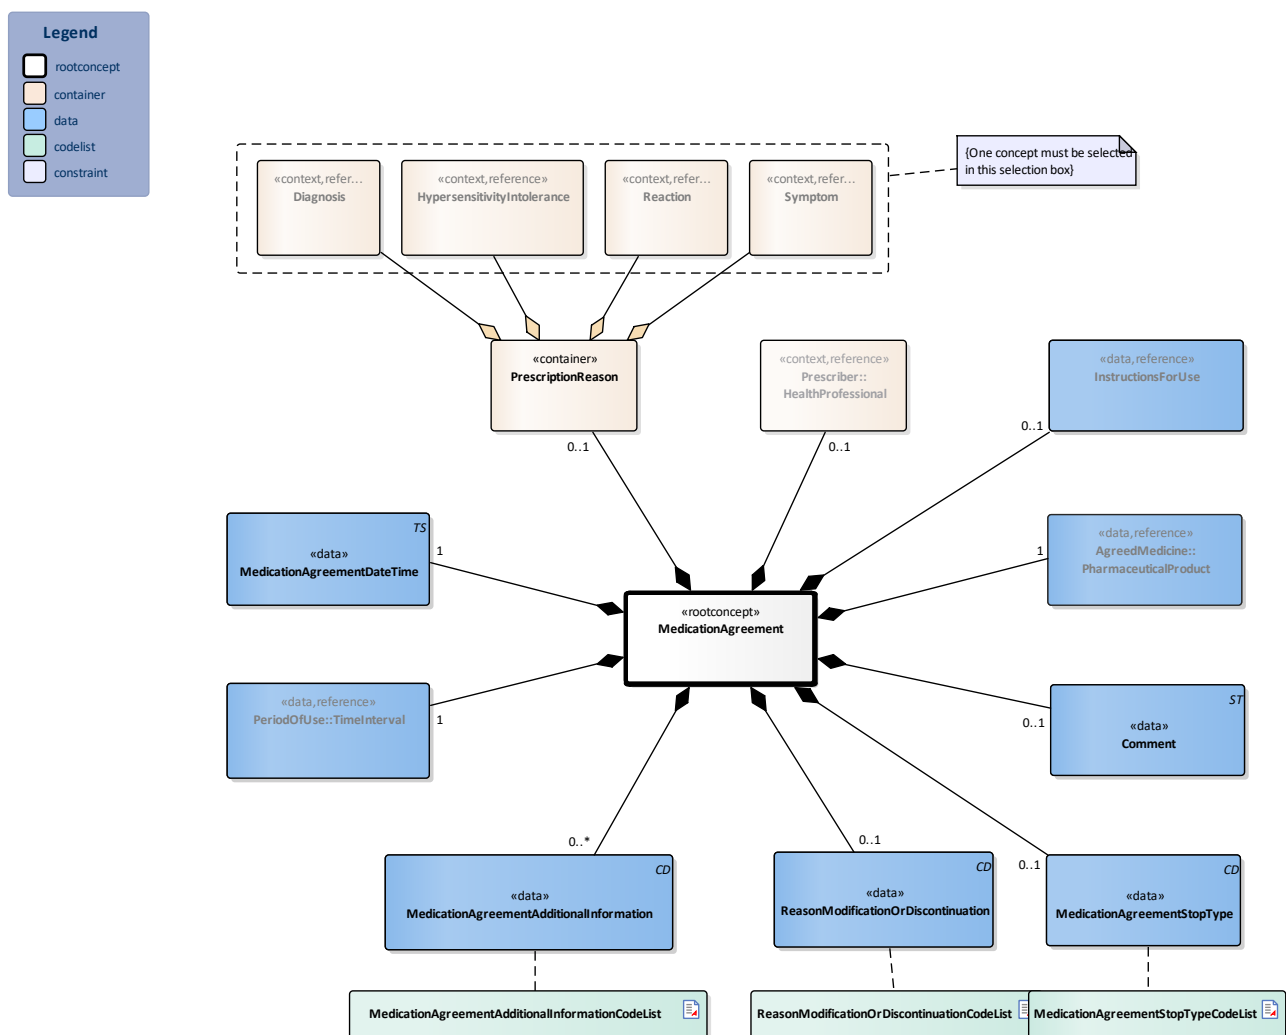 Legend
rootconcept
container
data
codelist
constraint
{One concept must be selected
in this selection box}
«context,refer...
Diagnosis
«context,reference»
HypersensitivityIntolerance
«context,refer...
Reaction
«context,refer...
Symptom
«container»
PrescriptionReason
«context,reference»
Prescriber::
HealthProfessional
«data,reference»
InstructionsForUse
0..1
0..1
0..1
TS
«data»
MedicationAgreementDateTime
1
«data,reference»
AgreedMedicine::
PharmaceuticalProduct
1
«rootconcept»
MedicationAgreement
«data,reference»
PeriodOfUse::TimeInterval
1
ST
«data»
Comment
0..1
0..*
0..1
0..1
CD
«data»
MedicationAgreementAdditionalInformation
CD
«data»
ReasonModificationOrDiscontinuation
CD
«data»
MedicationAgreementStopType
MedicationAgreementAdditionalInformationCodeList
ReasonModificationOrDiscontinuationCodeList
MedicationAgreementStopTypeCodeList